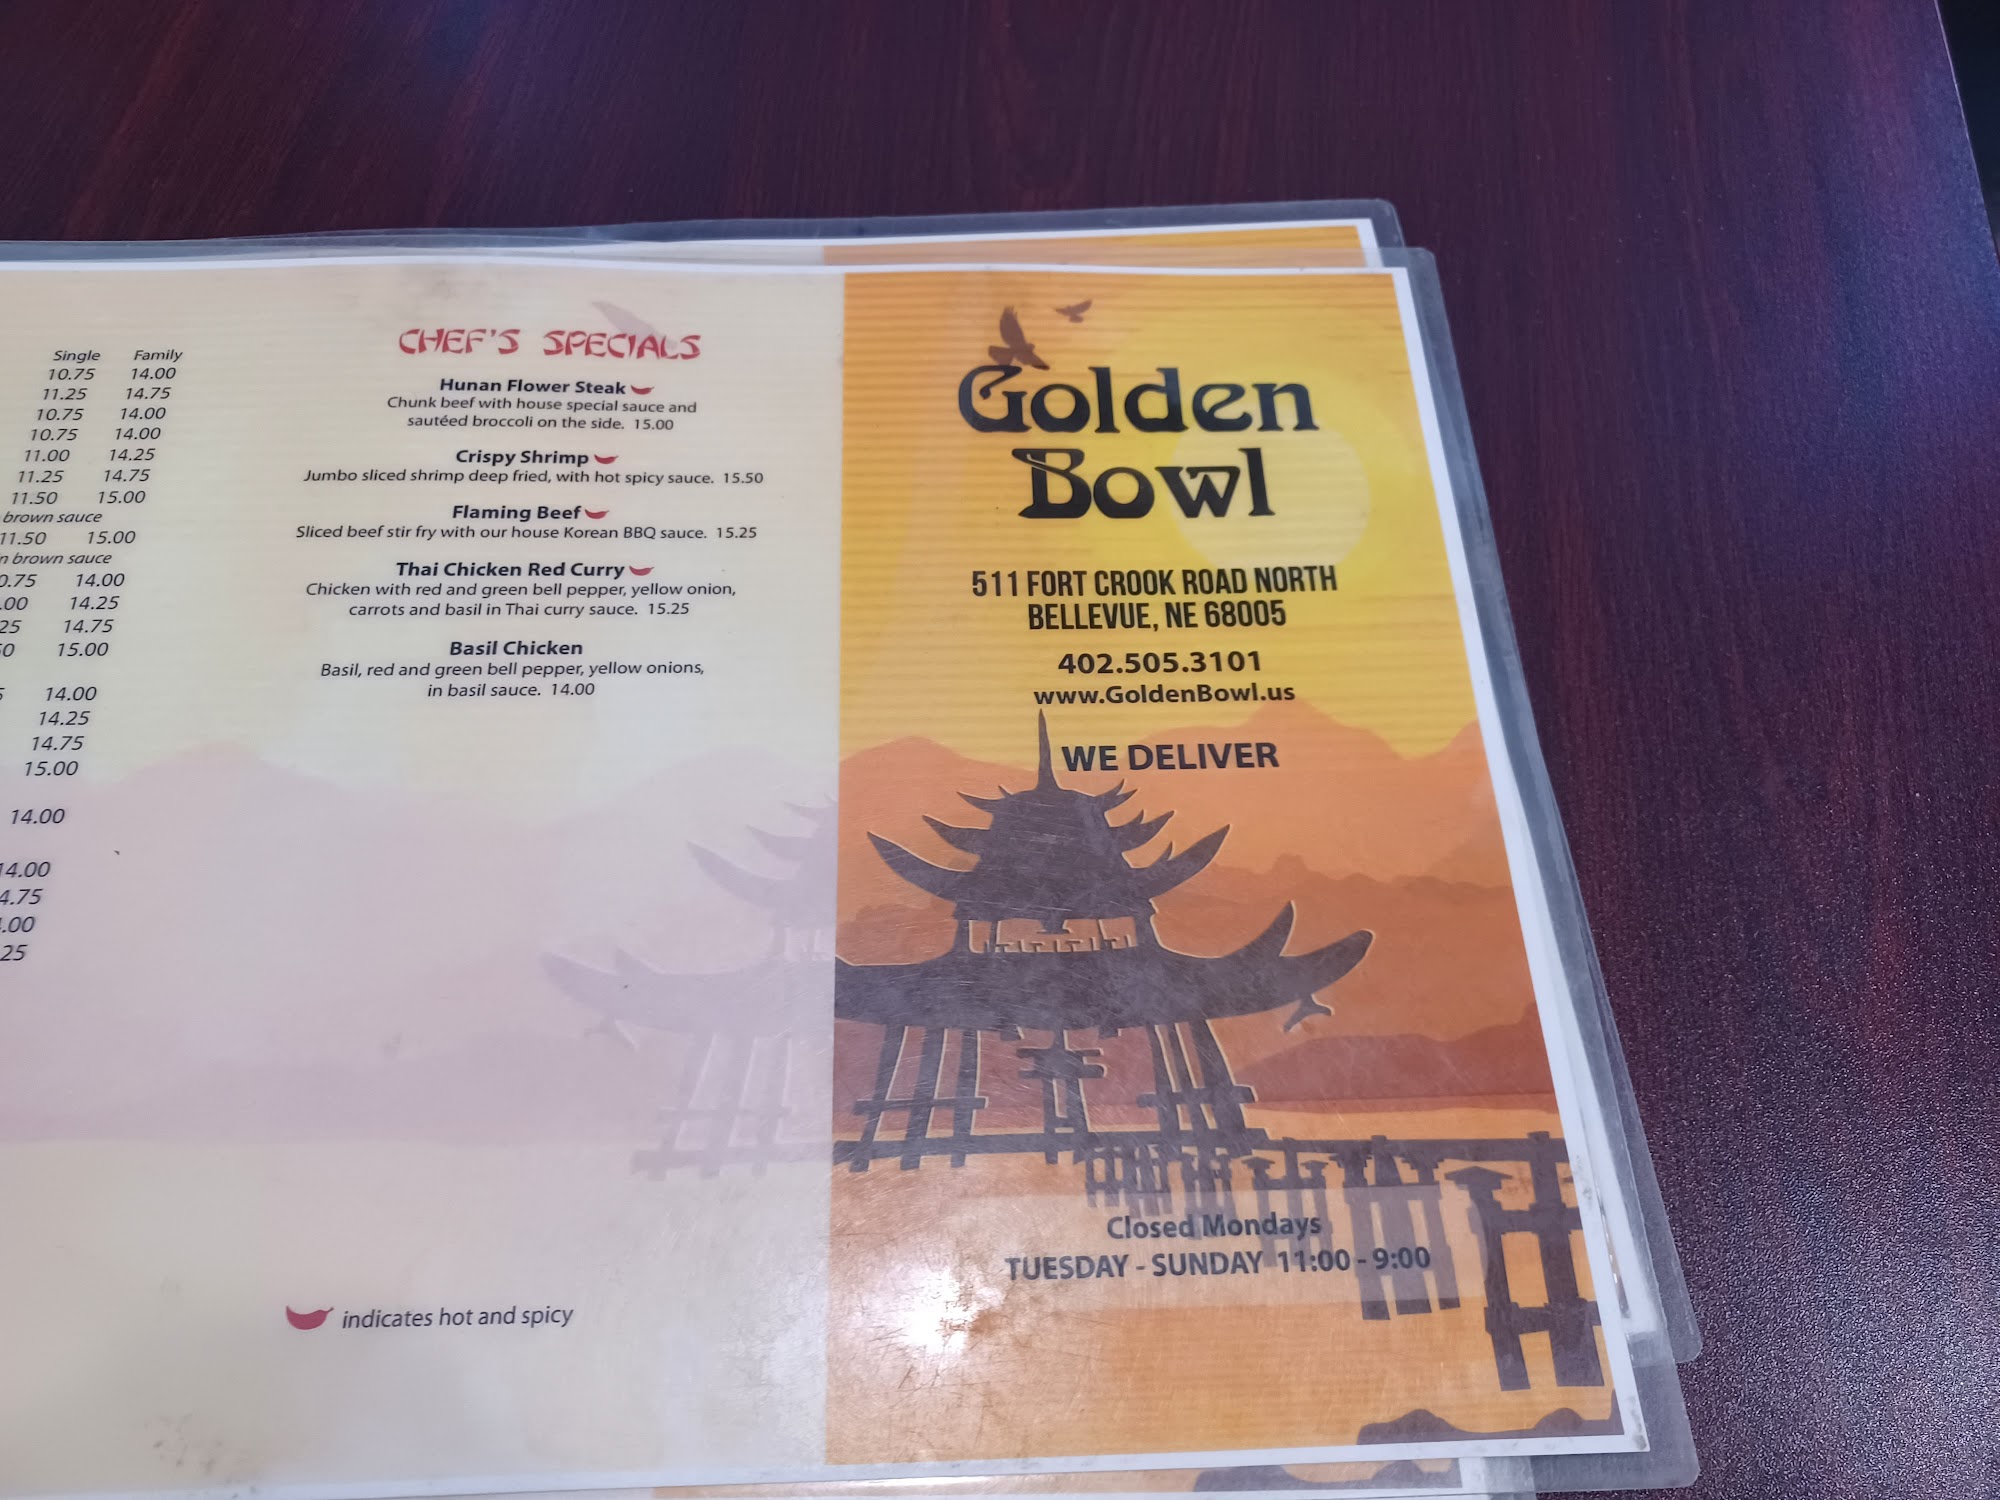 Single Family
10.75 14.00
11.25 14.75
10.75 14.00
10.75 14.00
11.00 14.25
11.25 14.75
11.50 15.00
brown sauce
11.50 15.00
brown sauce
14.00
14.25
14.75
15.00
14.00
14.25
14.75
15.00
14.00
CHEF'S SPECIALS
Hunan Flower Steak
Chunk beef with house special sauce and
sautéed broccoli on the side. 15.00
Crispy Shrimp
Jumbo sliced shrimp deep fried, with hot spicy sauce. 15.50
Flaming Beef
Sliced beef stir fry with our house Korean BBQ sauce. 15.25
Thai Chicken Red Curry
Chicken with red and green bell pepper, yellow onion,
carrots and basil in Thai curry sauce. 15.25
Basil Chicken
Basil, red and green bell pepper, yellow onions,
in basil sauce. 14.00
indicates hot and spicy
Golden
Bowl
511 FORT CROOK ROAD NORTH
BELLEVUE, NE 68005
402.505.3101
www.GoldenBowl.us
WE DELIVER
Closed Mondays
TUESDAY - SUNDAY 11:00 - 9:00